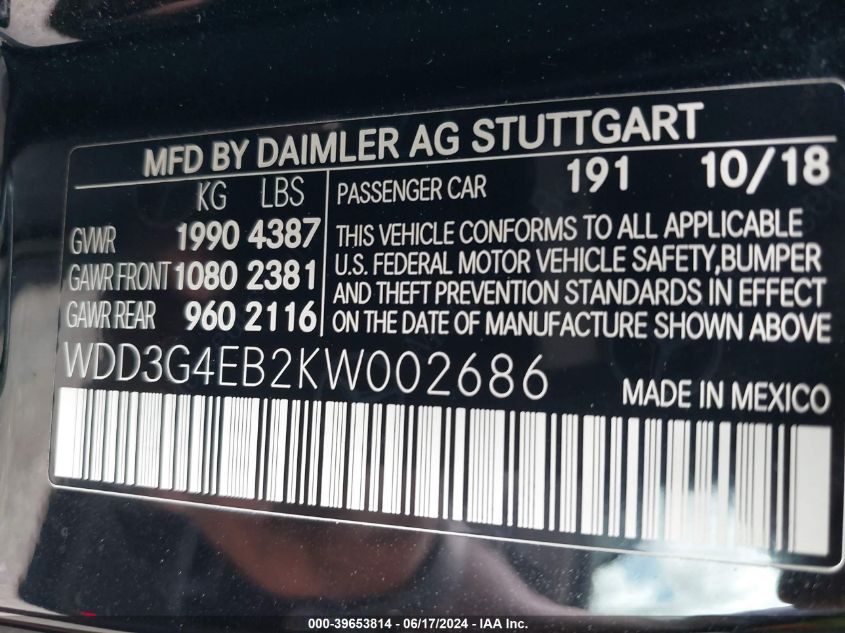 MFD BY DAIMLER AG STUTTGART
KG LBS
GVWR 1990 4387
GAWR FRONT 1080 2381
GAWR REAR 960 2116
PASSENGER CAR 191 10/18
THIS VEHICLE CONFORMS TO ALL APPLICABLE
U.S. FEDERAL MOTOR VEHICLE SAFETY,BUMPER
AND THEFT PREVENTION STANDARDS IN EFFECT
ON THE DATE OF MANUFACTURE SHOWN ABOVE
WDD3G4EB2KW002686
MADE IN MEXICO
000-39653814 - 06/17/2024 - IAA Inc.